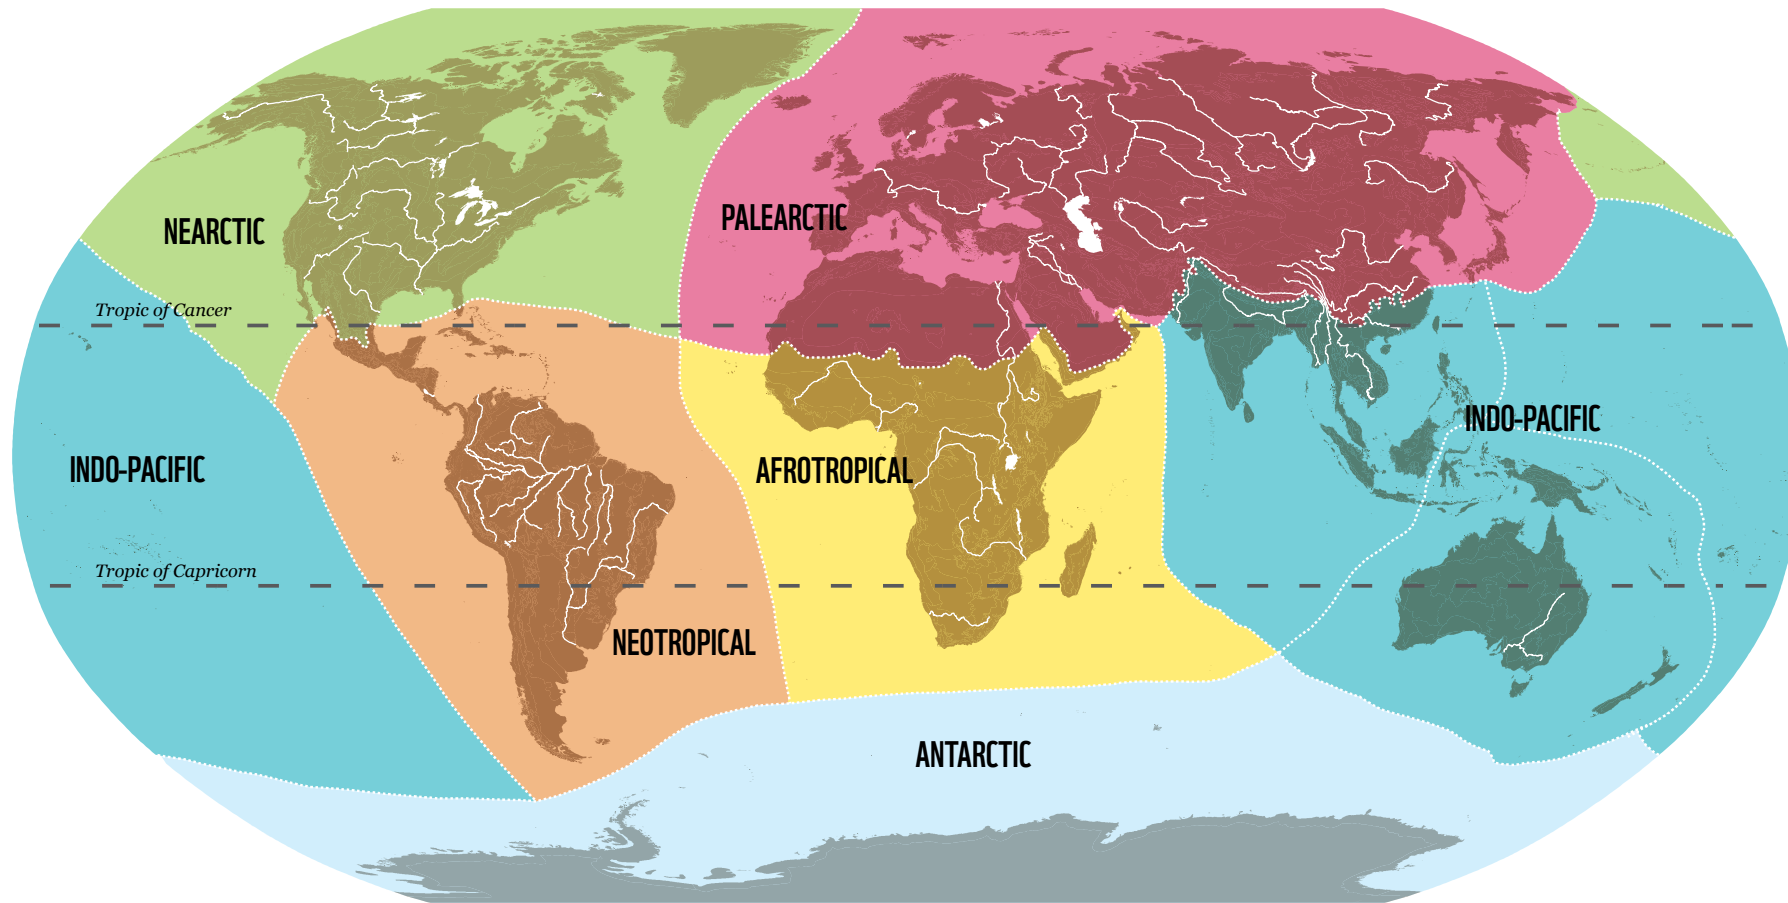 NEARCTIC
PALEARCTIC
Tropic of Cancer
INDO-PACIFIC
INDO-PACIFIC
AFROTROPICAL
Tropic of Capricorn
NEOTROPICAL
ANTARCTIC